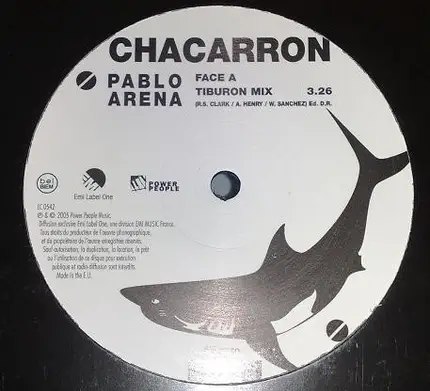 CHACARRON
PABLO
ARENA
FACE A
TIBURON MIX 3.26
(R.S. CLARK / A. HENRY / W. SANCHEZ) Ed. D.R.
bel
BIEM
Emi Label One
POWER
PEOPLE
LC 0542
℗ & © 2005 Power People Music.
Diffusion exclusive Emi Label One, une division EMI MUSIC France.
Tous droits du producteur de l'oeuvre phonographique,
et du propriétaire de l'œuvre enregistrée réservés.
Sauf autorisation, la duplication, la location, le prêt
ou l'utilisation de ce disque pour exécution
publique et radio-diffusion sont interdits.
Made in the E.U.